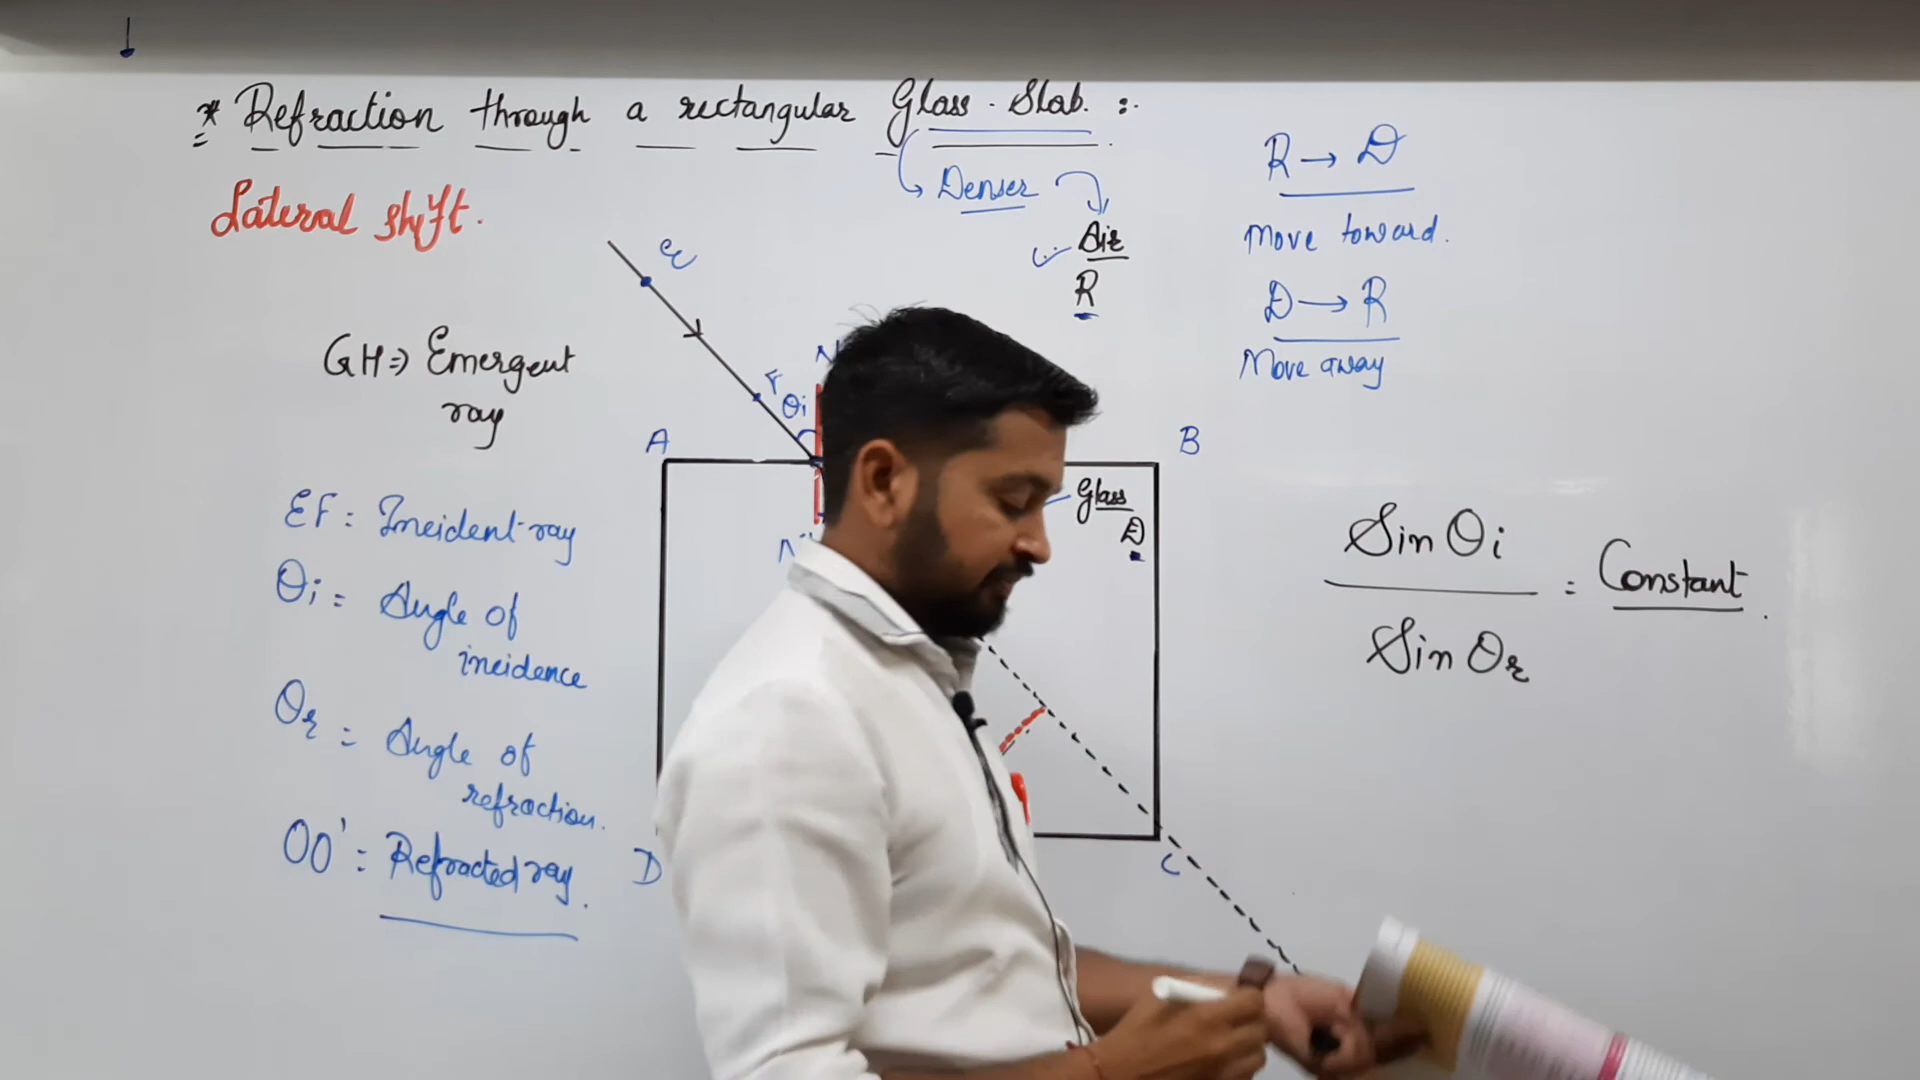 * Refraction through a rectangular Glass-Slab :-
Denser
Air
R
R → D
Move toward.
D → R
Move away
Lateral shift.
E
F
θi
N
GH => Emergent
ray
A
B
Glass
D
N'
EF = Incident-ray
θi = Angle of
incidence
θr = Angle of
refraction.
OO' = Refracted ray.
D
C
Sin θi
Sin θr
= Constant.